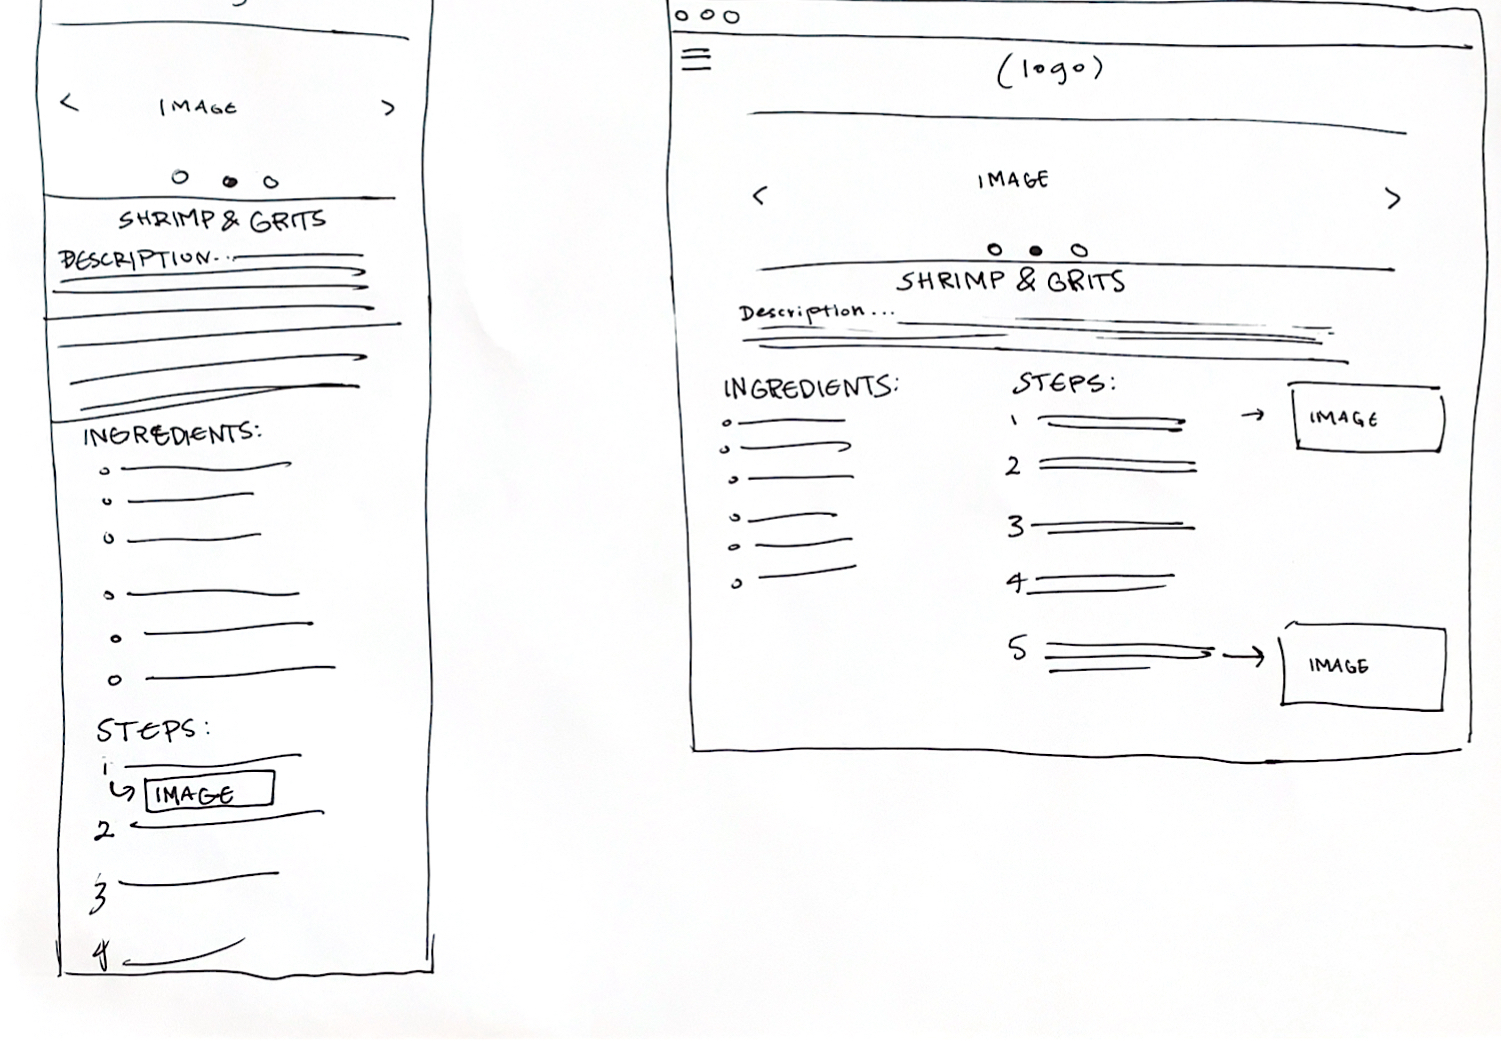 < IMAGE >
SHRIMP & GRITS
DESCRIPTION...
INGREDIENTS:
STEPS:
1
IMAGE
2
3
4
(logo)
IMAGE
< >
SHRIMP & GRITS
Description...
INGREDIENTS:
STEPS:
1 → IMAGE
2
3
4
5 → IMAGE